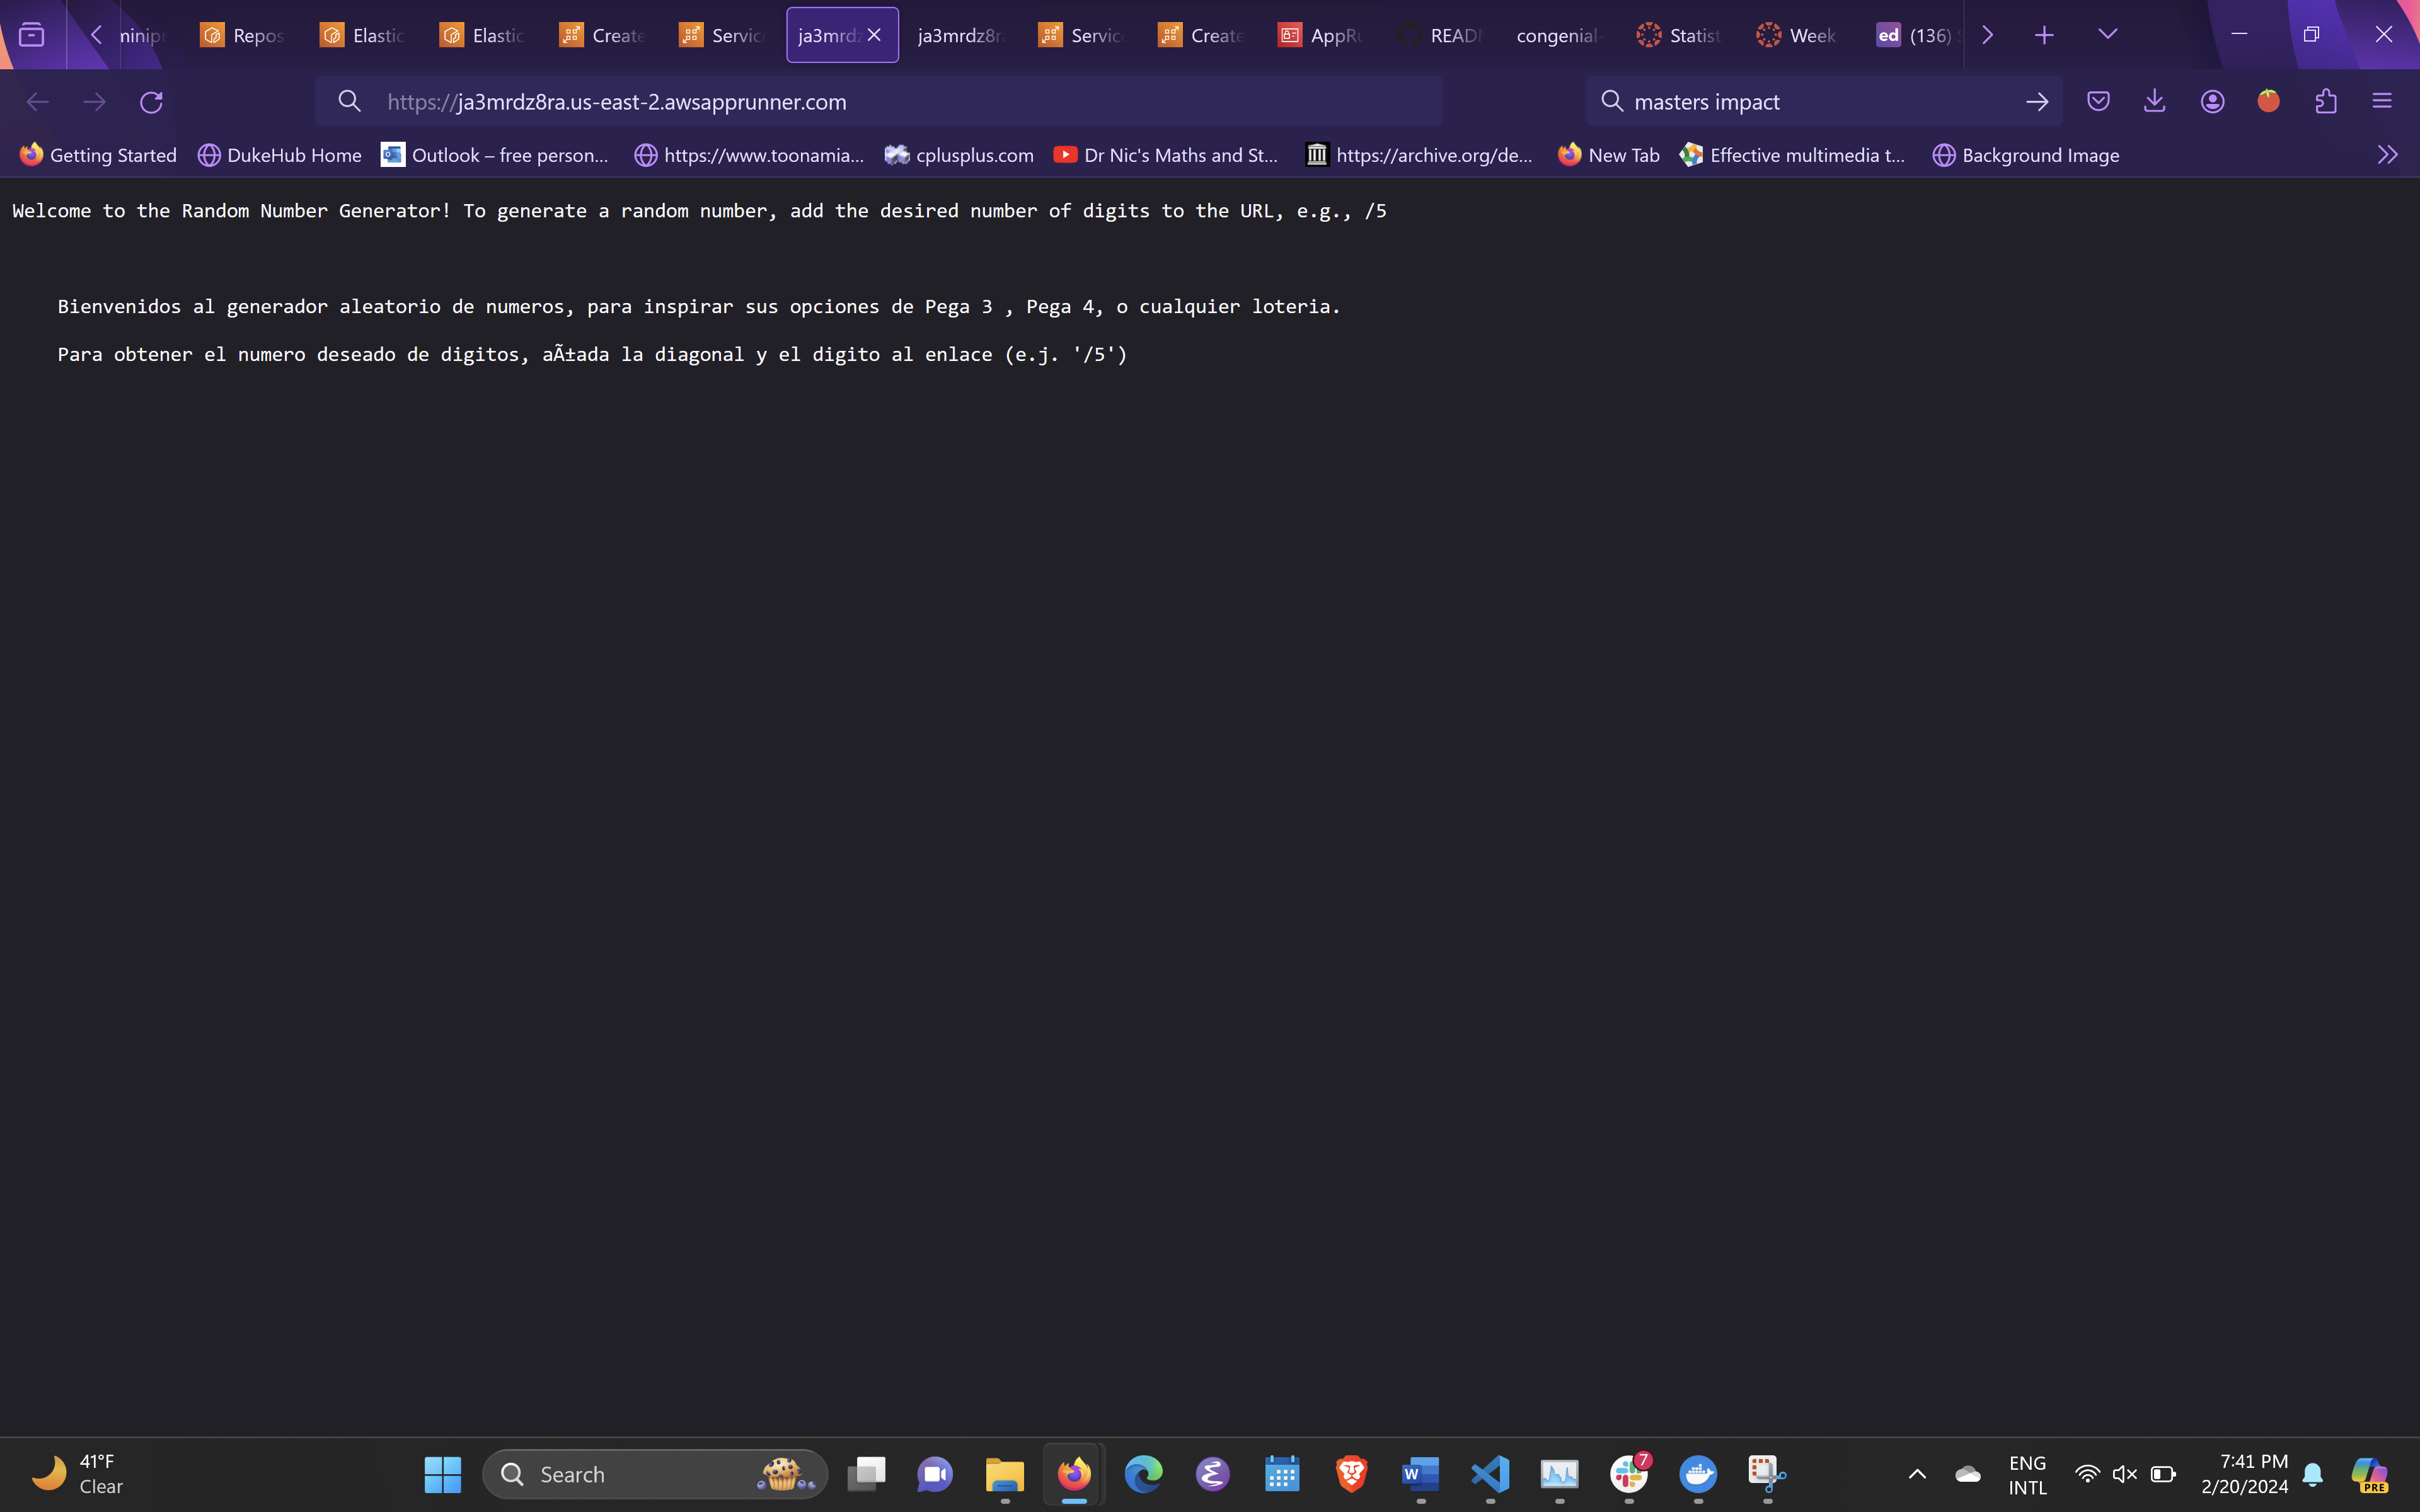 minipr
Repos
Elastic
Elastic
Create
Servic
ja3mrdz
ja3mrdz8ra
Servic
Create
AppRu
READ
congenial-
Statist
Week
ed (136)
https://ja3mrdz8ra.us-east-2.awsapprunner.com
masters impact
Getting Started
DukeHub Home
Outlook – free person...
https://www.toonamia...
cplusplus.com
Dr Nic's Maths and St...
https://archive.org/de...
New Tab
Effective multimedia t...
Background Image
Welcome to the Random Number Generator! To generate a random number, add the desired number of digits to the URL, e.g., /5
Bienvenidos al generador aleatorio de numeros, para inspirar sus opciones de Pega 3 , Pega 4, o cualquier loteria.
Para obtener el numero deseado de digitos, aÃ±ada la diagonal y el digito al enlace (e.j. '/5')
41°F
Clear
Search
7
ENG
INTL
7:41 PM
2/20/2024
PRE